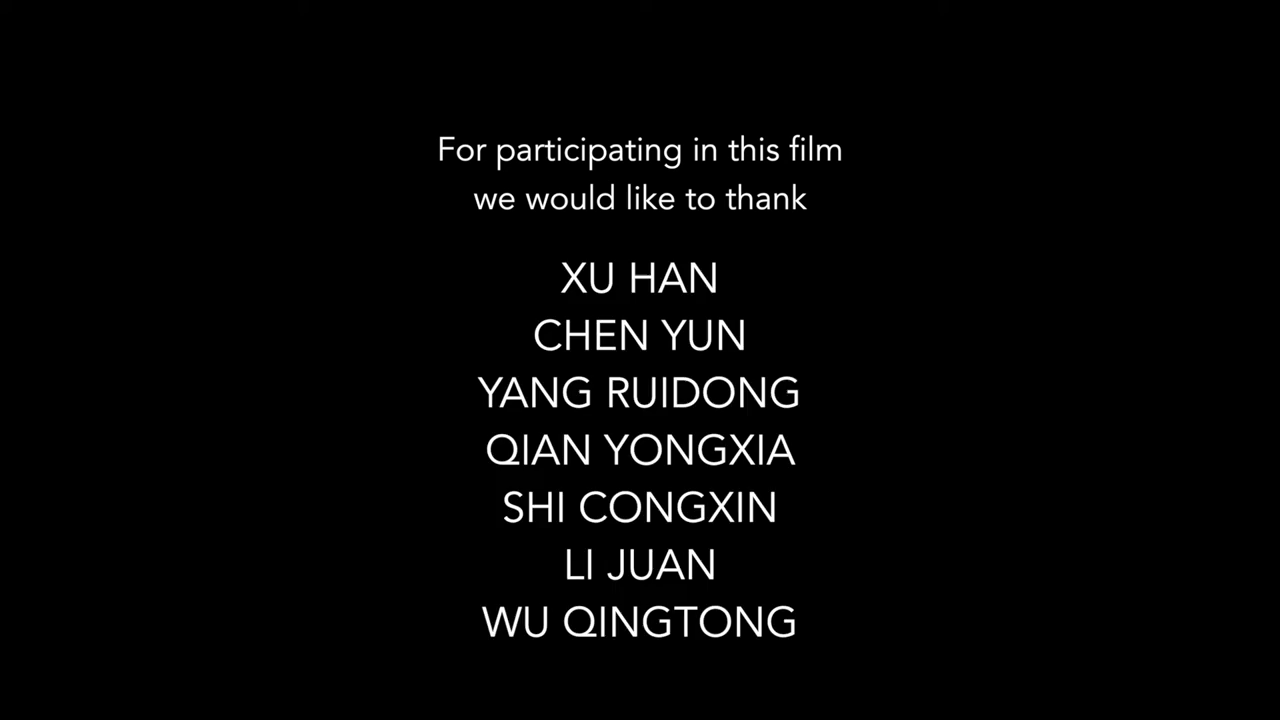 For participating in this film
we would like to thank
XU HAN
CHEN YUN
YANG RUIDONG
QIAN YONGXIA
SHI CONGXIN
LI JUAN
WU QINGTONG